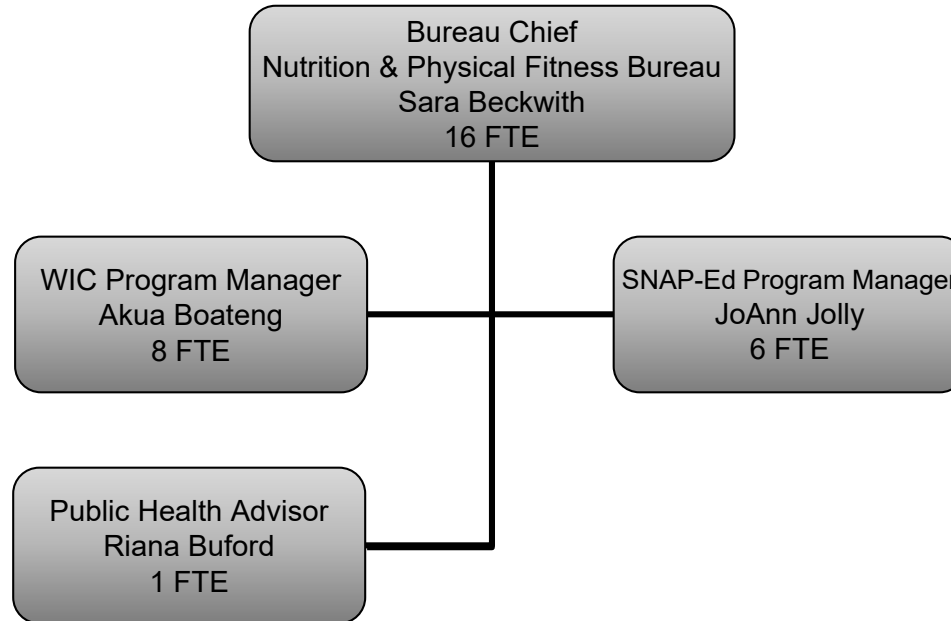 Bureau Chief
Nutrition & Physical Fitness Bureau
Sara Beckwith
16 FTE
WIC Program Manager
Akua Boateng
8 FTE
SNAP-Ed Program Manager
JoAnn Jolly
6 FTE
Public Health Advisor
Riana Buford
1 FTE